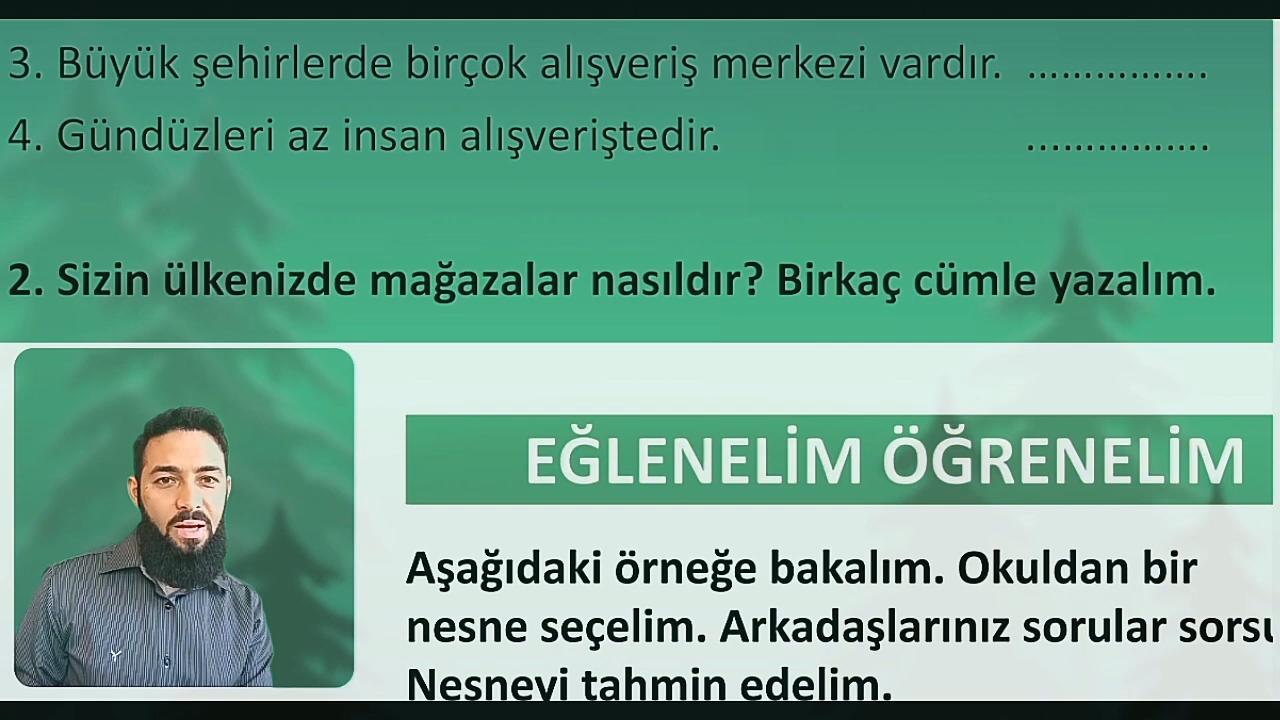 3. Büyük şehirlerde birçok alışveriş merkezi vardır. …………….
4. Gündüzleri az insan alışveriştedir. ...………….
2. Sizin ülkenizde mağazalar nasıldır? Birkaç cümle yazalım.
EĞLENELİM ÖĞRENELİM
Aşağıdaki örneğe bakalım. Okuldan bir
nesne seçelim. Arkadaşlarınız sorular
Nesneyi tahmin edelim.